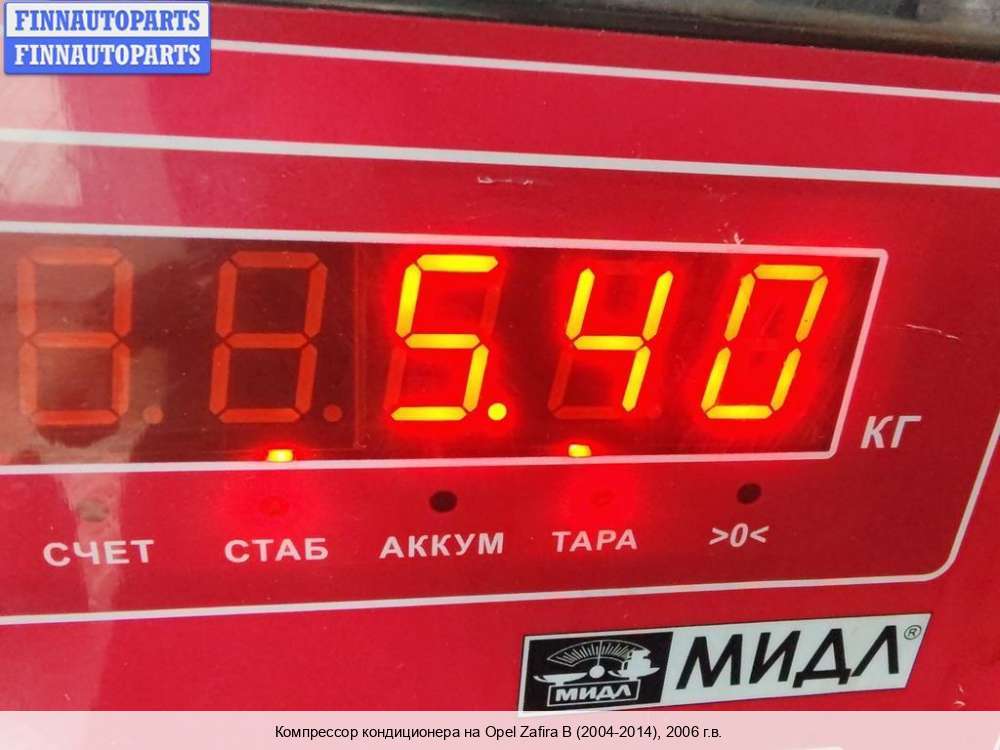 FINNAUTOPARTS
FINNAUTOPARTS
5.40
КГ
СЧЕТ СТАБ АККУМ ТАРА >0<
МИДЛ МИДЛ®
Компрессор кондиционера на Opel Zafira B (2004-2014), 2006 г.в.